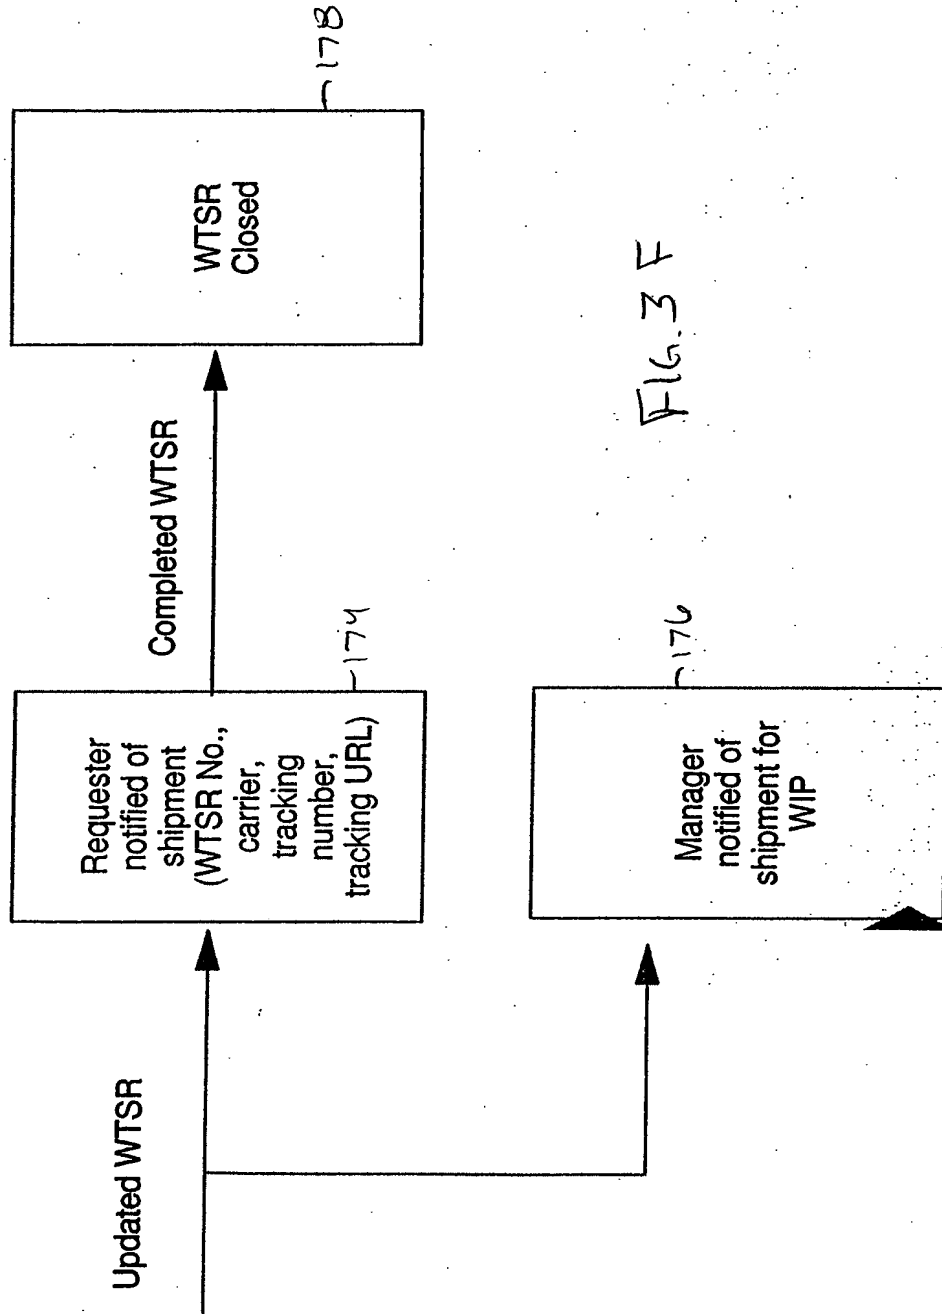 Updated WTSR
Requester
notified of
shipment
(WTSR No.,
carrier,
tracking
number,
tracking URL)
174
Completed WTSR
WTSR
Closed
178
Manager
notified of
shipment for
WIP
176
FIG. 3 F